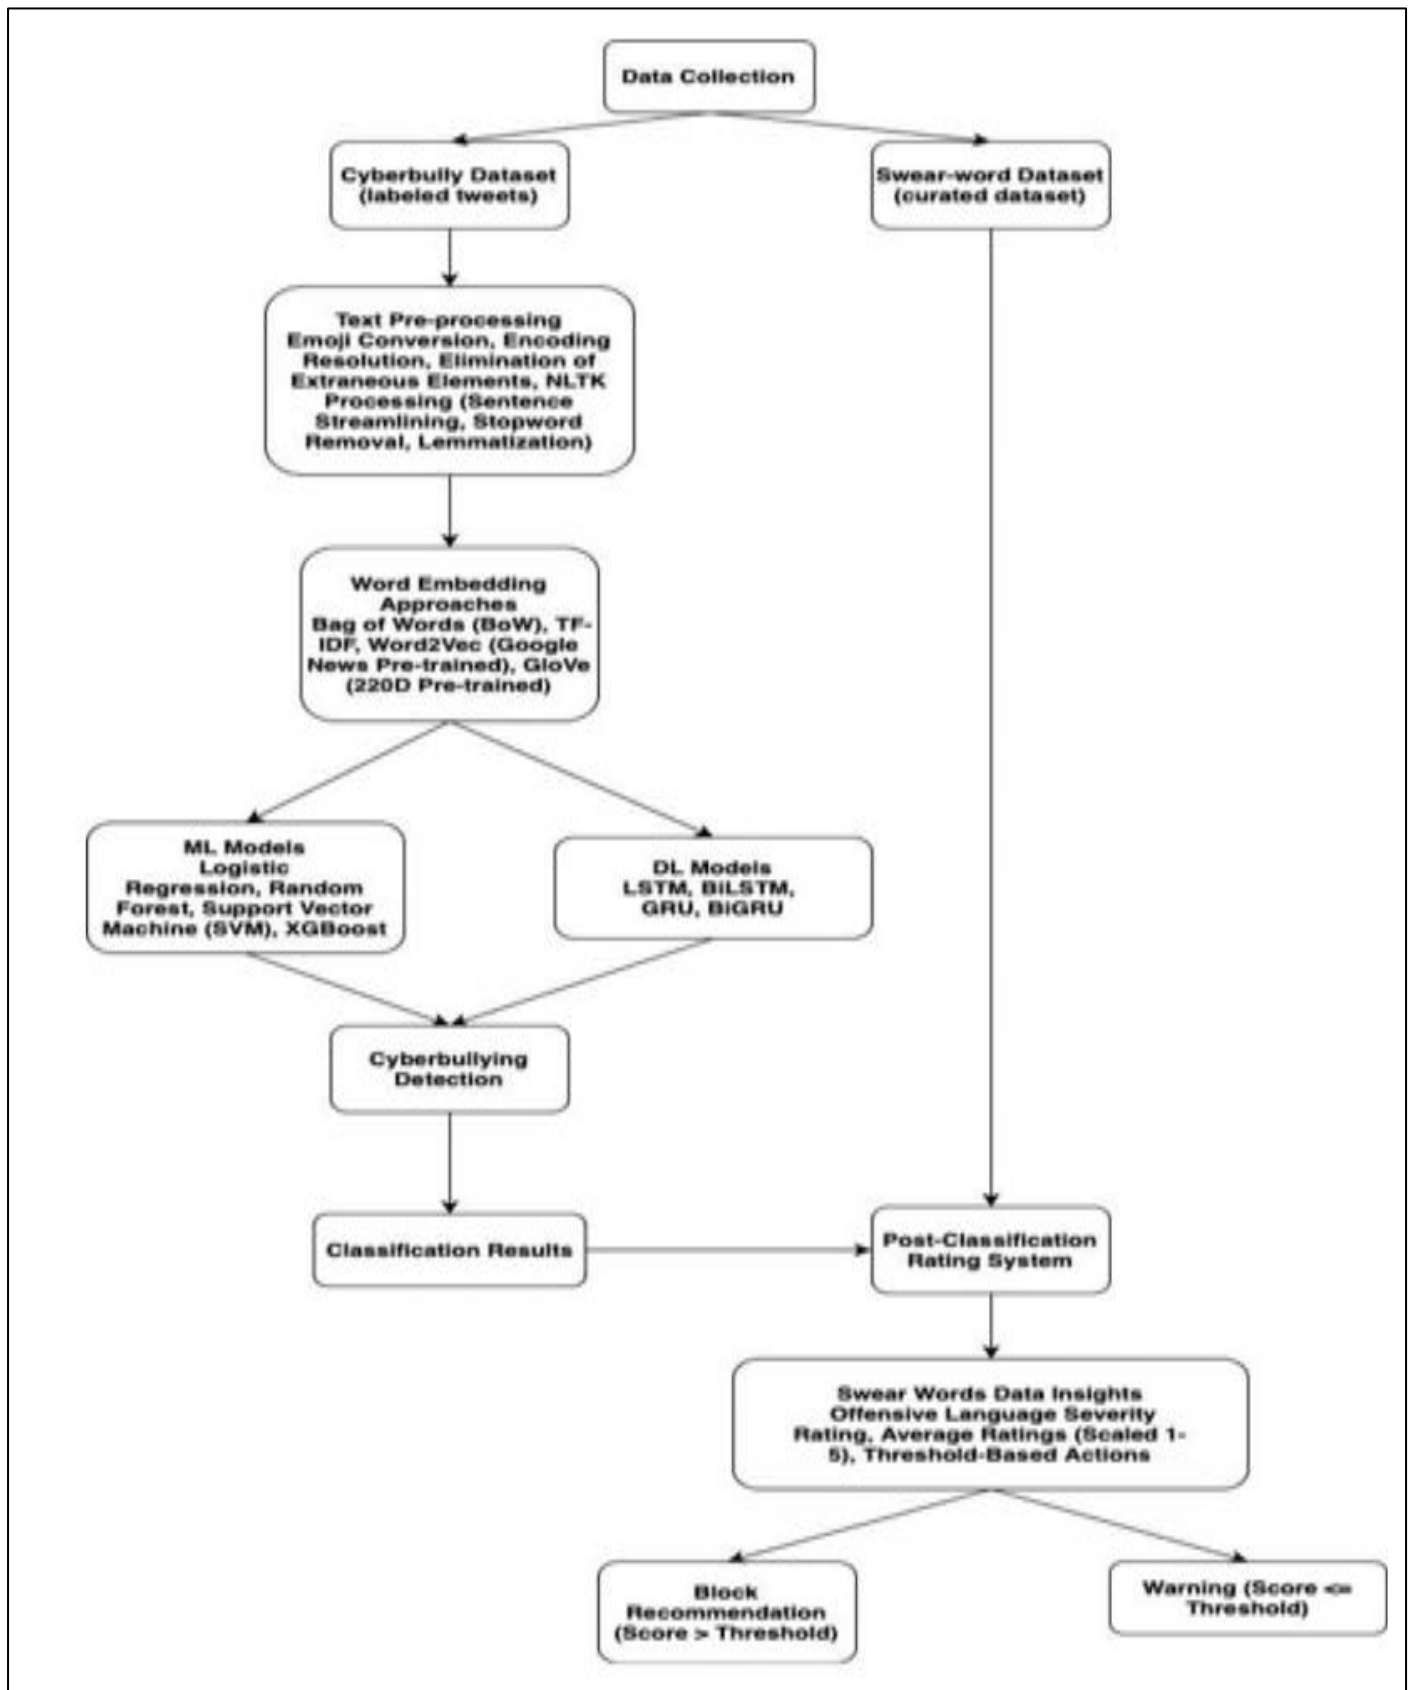 Data Collection
Cyberbully Dataset
(labeled tweets)
Swear-word Dataset
(curated dataset)
Text Pre-processing
Emoji Conversion, Encoding
Resolution, Elimination of
Extraneous Elements, NLTK
Processing (Sentence
Streamlining, Stopword
Removal, Lemmatization)
Word Embedding
Approaches
Bag of Words (BoW), TF-
IDF, Word2Vec (Google
News Pre-trained), GloVe
(220D Pre-trained)
ML Models
Logistic
Regression, Random
Forest, Support Vector
Machine (SVM), XGBoost
DL Models
LSTM, BiLSTM,
GRU, BiGRU
Cyberbullying
Detection
Classification Results
Post-Classification
Rating System
Swear Words Data Insights
Offensive Language Severity
Rating, Average Ratings (Scaled 1-
5), Threshold-Based Actions
Block
Recommendation
(Score > Threshold)
Warning (Score <=
Threshold)